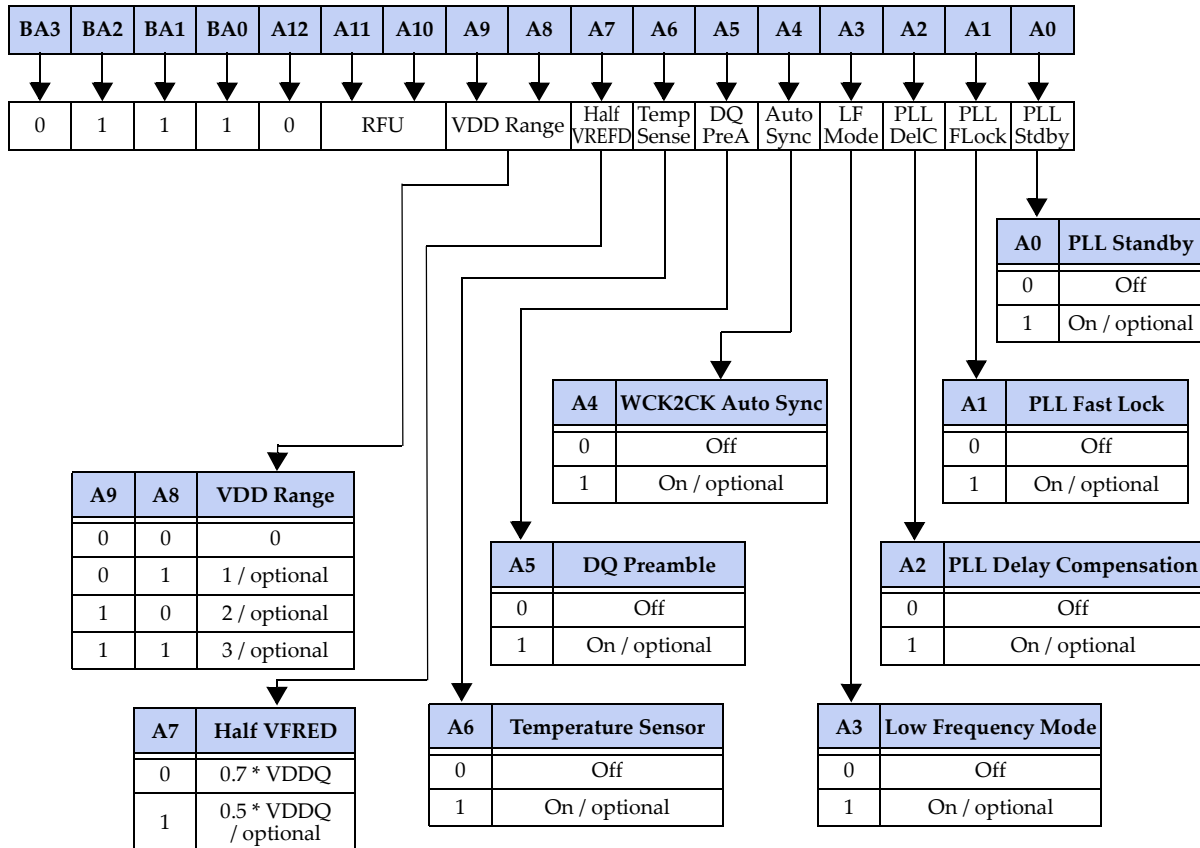 BA3 BA2 BA1 BA0 A12 A11 A10 A9 A8 A7 A6 A5 A4 A3 A2 A1 A0
0 1 1 1 0 RFU VDD Range Half VREFD Temp Sense DQ PreA Auto Sync LF Mode PLL DelC PLL FLock PLL Stdby
A0 PLL Standby
0 Off
1 On / optional
A4 WCK2CK Auto Sync
0 Off
1 On / optional
A1 PLL Fast Lock
0 Off
1 On / optional
A9 A8 VDD Range
0 0 0
0 1 1 / optional
1 0 2 / optional
1 1 3 / optional
A5 DQ Preamble
0 Off
1 On / optional
A2 PLL Delay Compensation
0 Off
1 On / optional
A7 Half VFRED
0 0.7 * VDDQ
1 0.5 * VDDQ
/ optional
A6 Temperature Sensor
0 Off
1 On / optional
A3 Low Frequency Mode
0 Off
1 On / optional